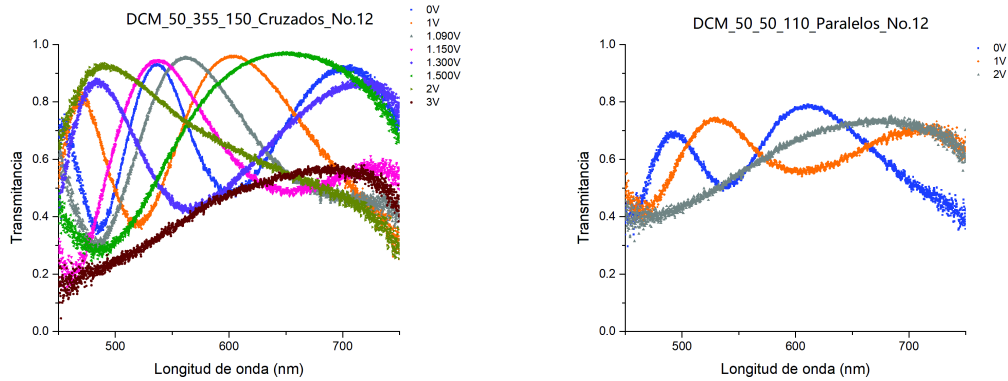 DCM_50_355_150_Cruzados_No.12
0V
1V
1.090V
1.150V
1.300V
1.500V
2V
3V
1.0
0.8
0.6
0.4
0.2
0.0
Transmitancia
500
600
700
Longitud de onda (nm)
DCM_50_50_110_Paralelos_No.12
0V
1V
2V
1.0
0.8
0.6
0.4
0.2
0.0
Transmitancia
500
600
700
Longitud de onda (nm)